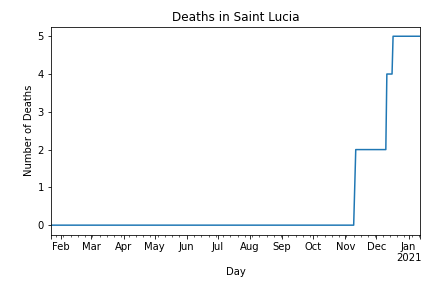 Deaths in Saint Lucia
Number of Deaths
5
4
3
2
1
0
Feb Mar Apr May Jun Jul Aug Sep Oct Nov Dec Jan
2021
Day